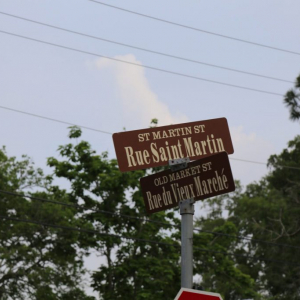 ST MARTIN ST
Rue Saint Martin
OLD MARKET ST
Rue du Vieux Marché